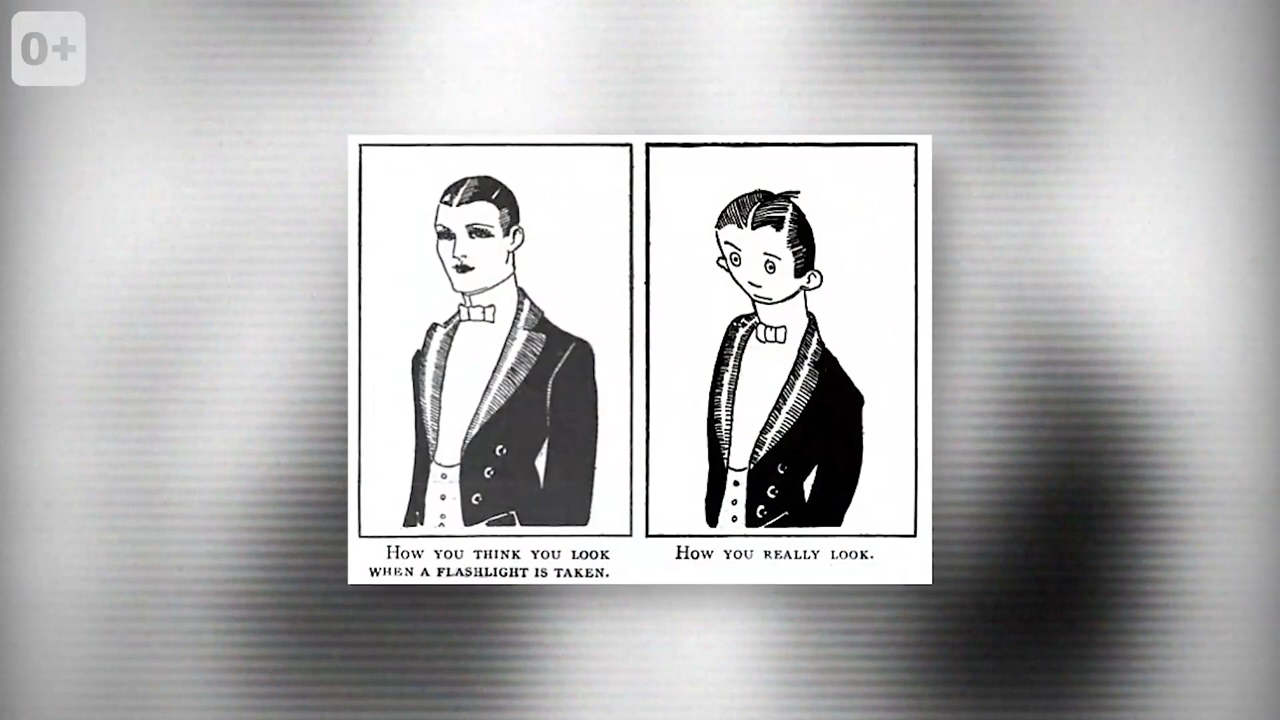 0+
How you think you look
when a flashlight is taken.
How you really look.